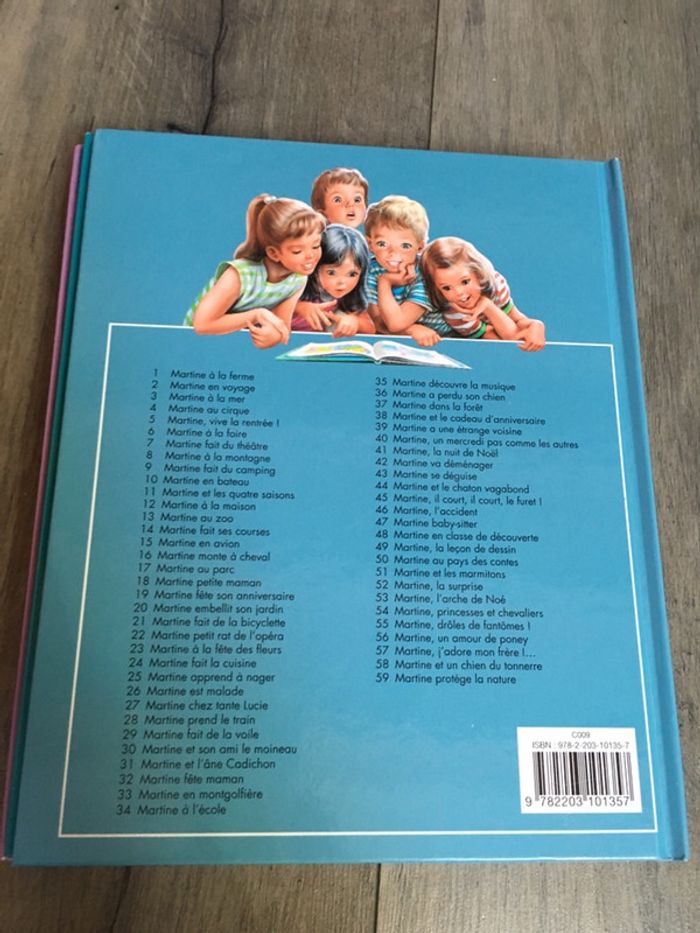 1 Martine à la ferme
2 Martine en voyage
3 Martine à la mer
4 Martine au cirque
5 Martine, vive la rentrée !
6 Martine à la foire
7 Martine fait du théâtre
8 Martine à la montagne
9 Martine fait du camping
10 Martine en bateau
11 Martine et les quatre saisons
12 Martine à la maison
13 Martine au zoo
14 Martine fait ses courses
15 Martine en avion
16 Martine monte à cheval
17 Martine au parc
18 Martine petite maman
19 Martine fête son anniversaire
20 Martine embellit son jardin
21 Martine fait de la bicyclette
22 Martine petit rat de l'opéra
23 Martine à la fête des fleurs
24 Martine fait la cuisine
25 Martine apprend à nager
26 Martine est malade
27 Martine chez tante Lucie
28 Martine prend le train
29 Martine fait de la voile
30 Martine et son ami le moineau
31 Martine et l'âne Cadichon
32 Martine fête maman
33 Martine en montgolfière
34 Martine à l'école
35 Martine découvre la musique
36 Martine a perdu son chien
37 Martine dans la forêt
38 Martine et le cadeau d'anniversaire
39 Martine a une étrange voisine
40 Martine, un mercredi pas comme les autres
41 Martine, la nuit de Noël
42 Martine va déménager
43 Martine se déguise
44 Martine et le chaton vagabond
45 Martine, il court, il court, le furet !
46 Martine, l'accident
47 Martine baby-sitter
48 Martine en classe de découverte
49 Martine, la leçon de dessin
50 Martine au pays des contes
51 Martine et les marmitons
52 Martine, la surprise
53 Martine, l'arche de Noé
54 Martine, princesses et chevaliers
55 Martine, drôles de fantômes !
56 Martine, un amour de poney
57 Martine, j'adore mon frère !...
58 Martine et un chien du tonnerre
59 Martine protège la nature
C009
ISBN : 978-2-203-10135-7
9 782203 101357